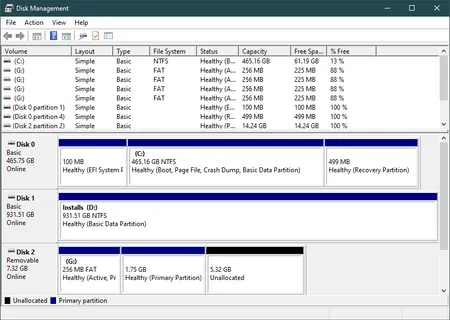 Disk Management
File Action View Help
Volume Layout Type File System Status Capacity Free Spa... % Free
(C:) Simple Basic NTFS Healthy (B... 465.16 GB 61.19 GB 13 %
(G:) Simple Basic FAT Healthy (A... 256 MB 225 MB 88 %
(G:) Simple Basic FAT Healthy (A... 256 MB 225 MB 88 %
(G:) Simple Basic FAT Healthy (A... 256 MB 225 MB 88 %
(G:) Simple Basic FAT Healthy (A... 256 MB 225 MB 88 %
(Disk 0 partition 1) Simple Basic Healthy (E... 100 MB 100 MB 100 %
(Disk 0 partition 4) Simple Basic Healthy (R... 499 MB 499 MB 100 %
(Disk 2 partition 2) Simple Basic Healthy (P... 14.24 GB 14.24 GB 100 %
Disk 0
Basic
465.75 GB
Online
100 MB
Healthy (EFI System P
(C:)
465.16 GB NTFS
Healthy (Boot, Page File, Crash Dump, Basic Data Partition)
499 MB
Healthy (Recovery Partition)
Disk 1
Basic
931.51 GB
Online
Installs (D:)
931.51 GB NTFS
Healthy (Basic Data Partition)
Disk 2
Removable
7.32 GB
Online
(G:)
256 MB FAT
Healthy (Active, Pr
1.75 GB
Healthy (Primary Partition)
5.32 GB
Unallocated
Unallocated Primary partition